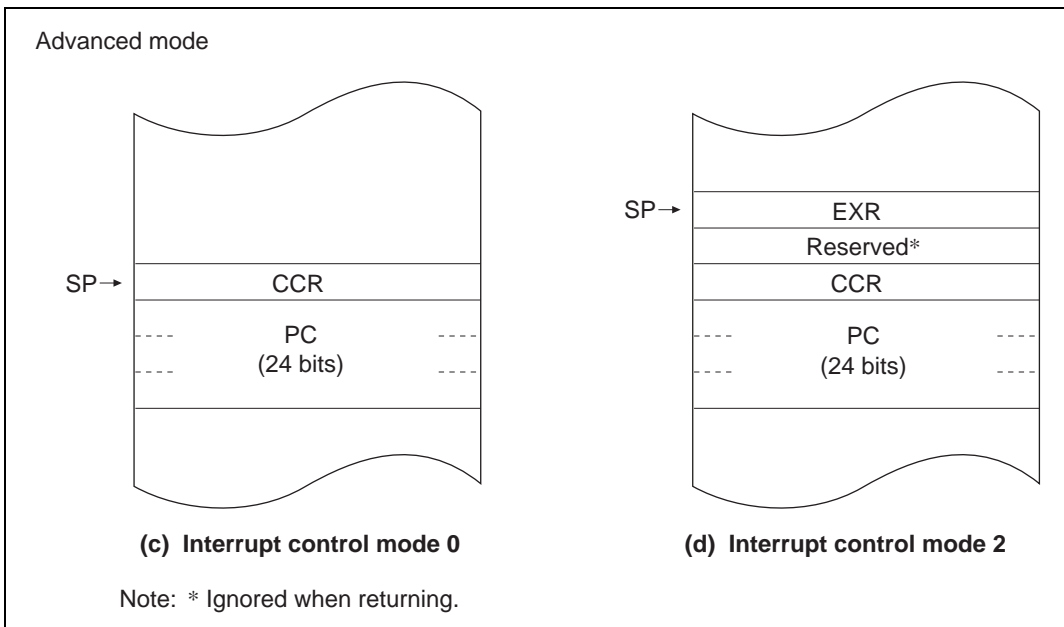 Advanced mode
SP
CCR
PC
(24 bits)
(c) Interrupt control mode 0
SP
EXR
Reserved*
CCR
PC
(24 bits)
(d) Interrupt control mode 2
Note: * Ignored when returning.